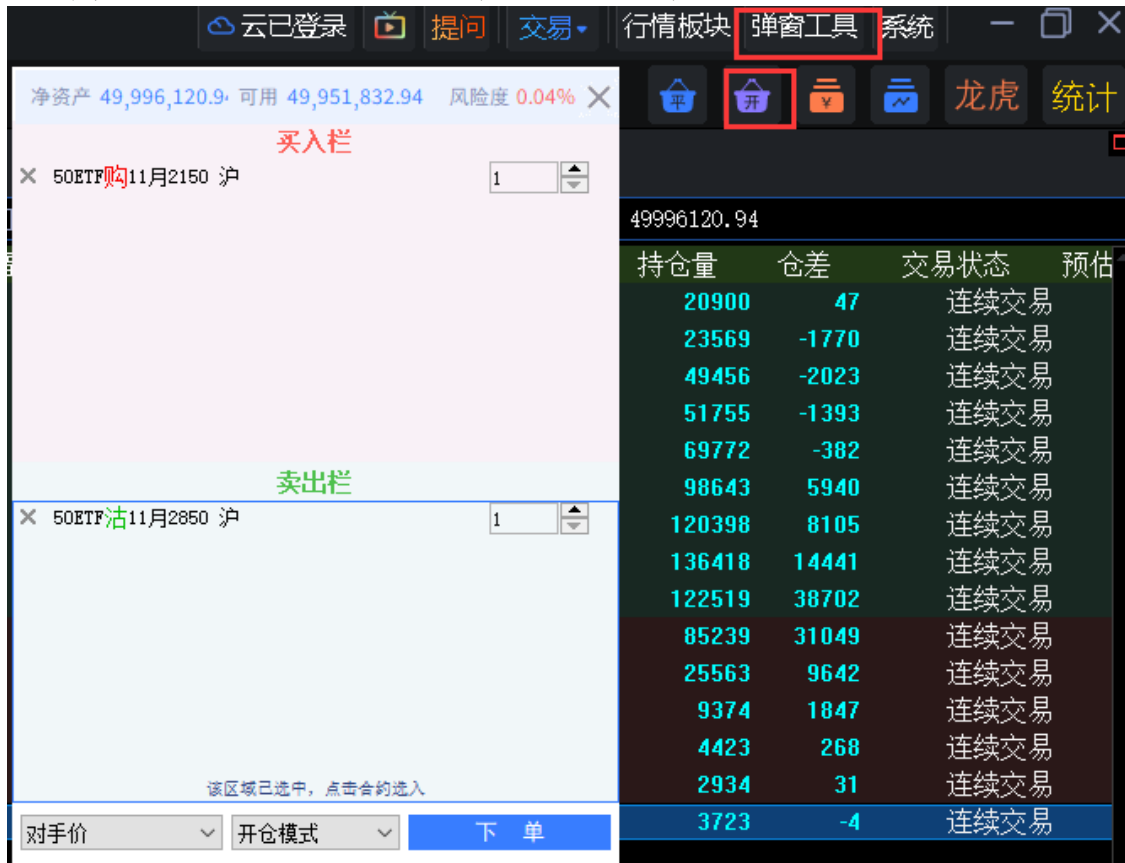 云已登录 提问 交易 行情板块 弹窗工具 系统
净资产 49,996,120.9 可用 49,951,832.94 风险度 0.04%
平 开 ¥ 龙虎 统计
买入栏
50ETF购11月2150 沪 1
49996120.94
持仓量 仓差 交易状态 预估
20900 47 连续交易
23569 -1770 连续交易
49456 -2023 连续交易
51755 -1393 连续交易
69772 -382 连续交易
98643 5940 连续交易
120398 8105 连续交易
136418 14441 连续交易
122519 38702 连续交易
85239 31049 连续交易
25563 9642 连续交易
9374 1847 连续交易
4423 268 连续交易
2934 31 连续交易
3723 -4 连续交易
卖出栏
50ETF沽11月2850 沪 1
该区域已选中，点击合约选入
对手价 开仓模式 下 单